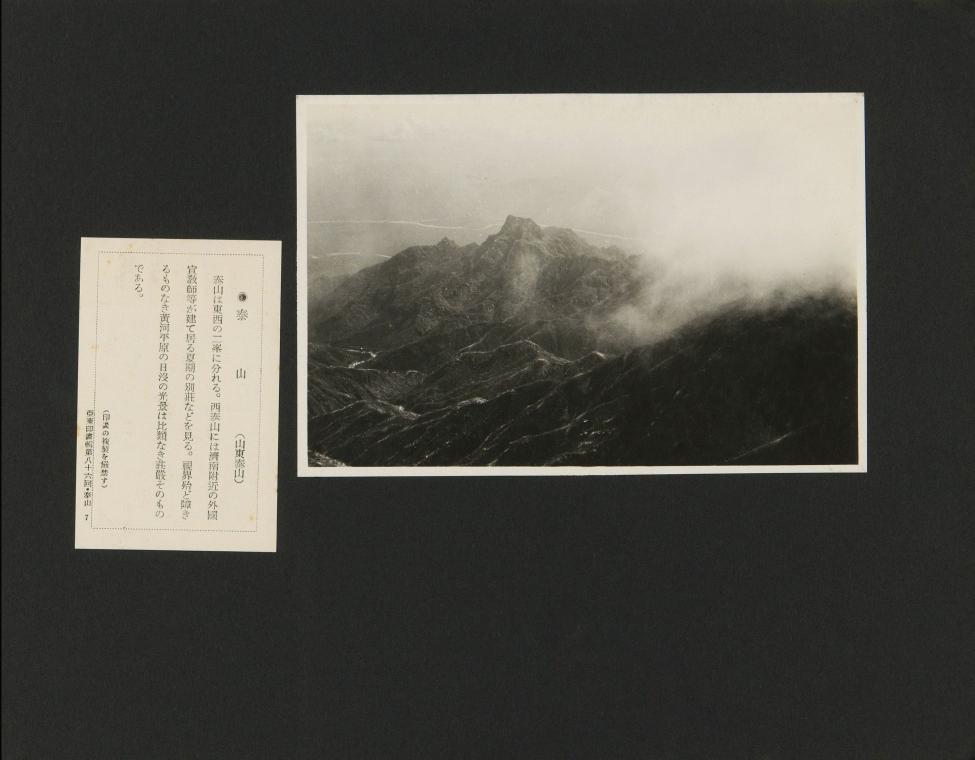 ◉泰山
(山東泰山)
泰山は東西の二峯に分れる。西泰山には濟南附近の外國
宣敎師等が建て居る夏期の別莊などを見る。視界殆ど障き
るものなき黃河平原の日沒の光景は比類なき莊嚴そのもの
である。
(印畫の複製を嚴禁す)
亞東印畫輯第八十六回・泰山 7